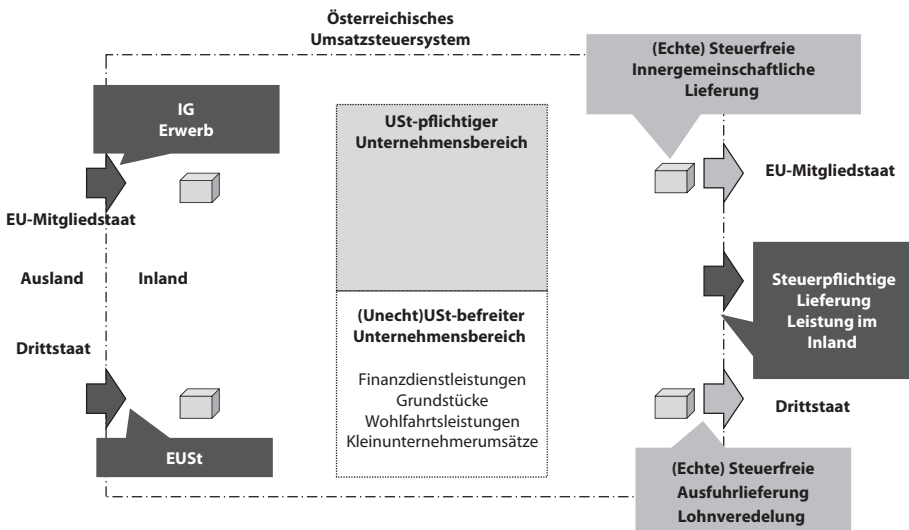 Österreichisches
Umsatzsteuersystem
(Echte) Steuerfreie
Innergemeinschaftliche
Lieferung
IG
Erwerb
USt-pflichtiger
Unternehmensbereich
EU-Mitgliedstaat
EU-Mitgliedstaat
Ausland
Inland
Steuerpflichtige
Lieferung
Leistung im
Inland
(Unecht)USt-befreiter
Unternehmensbereich
Drittstaat
Finanzdienstleistungen
Grundstücke
Wohlfahrtsleistungen
Kleinunternehmerumsätze
Drittstaat
EUSt
(Echte) Steuerfreie
Ausfuhrlieferung
Lohnveredelung